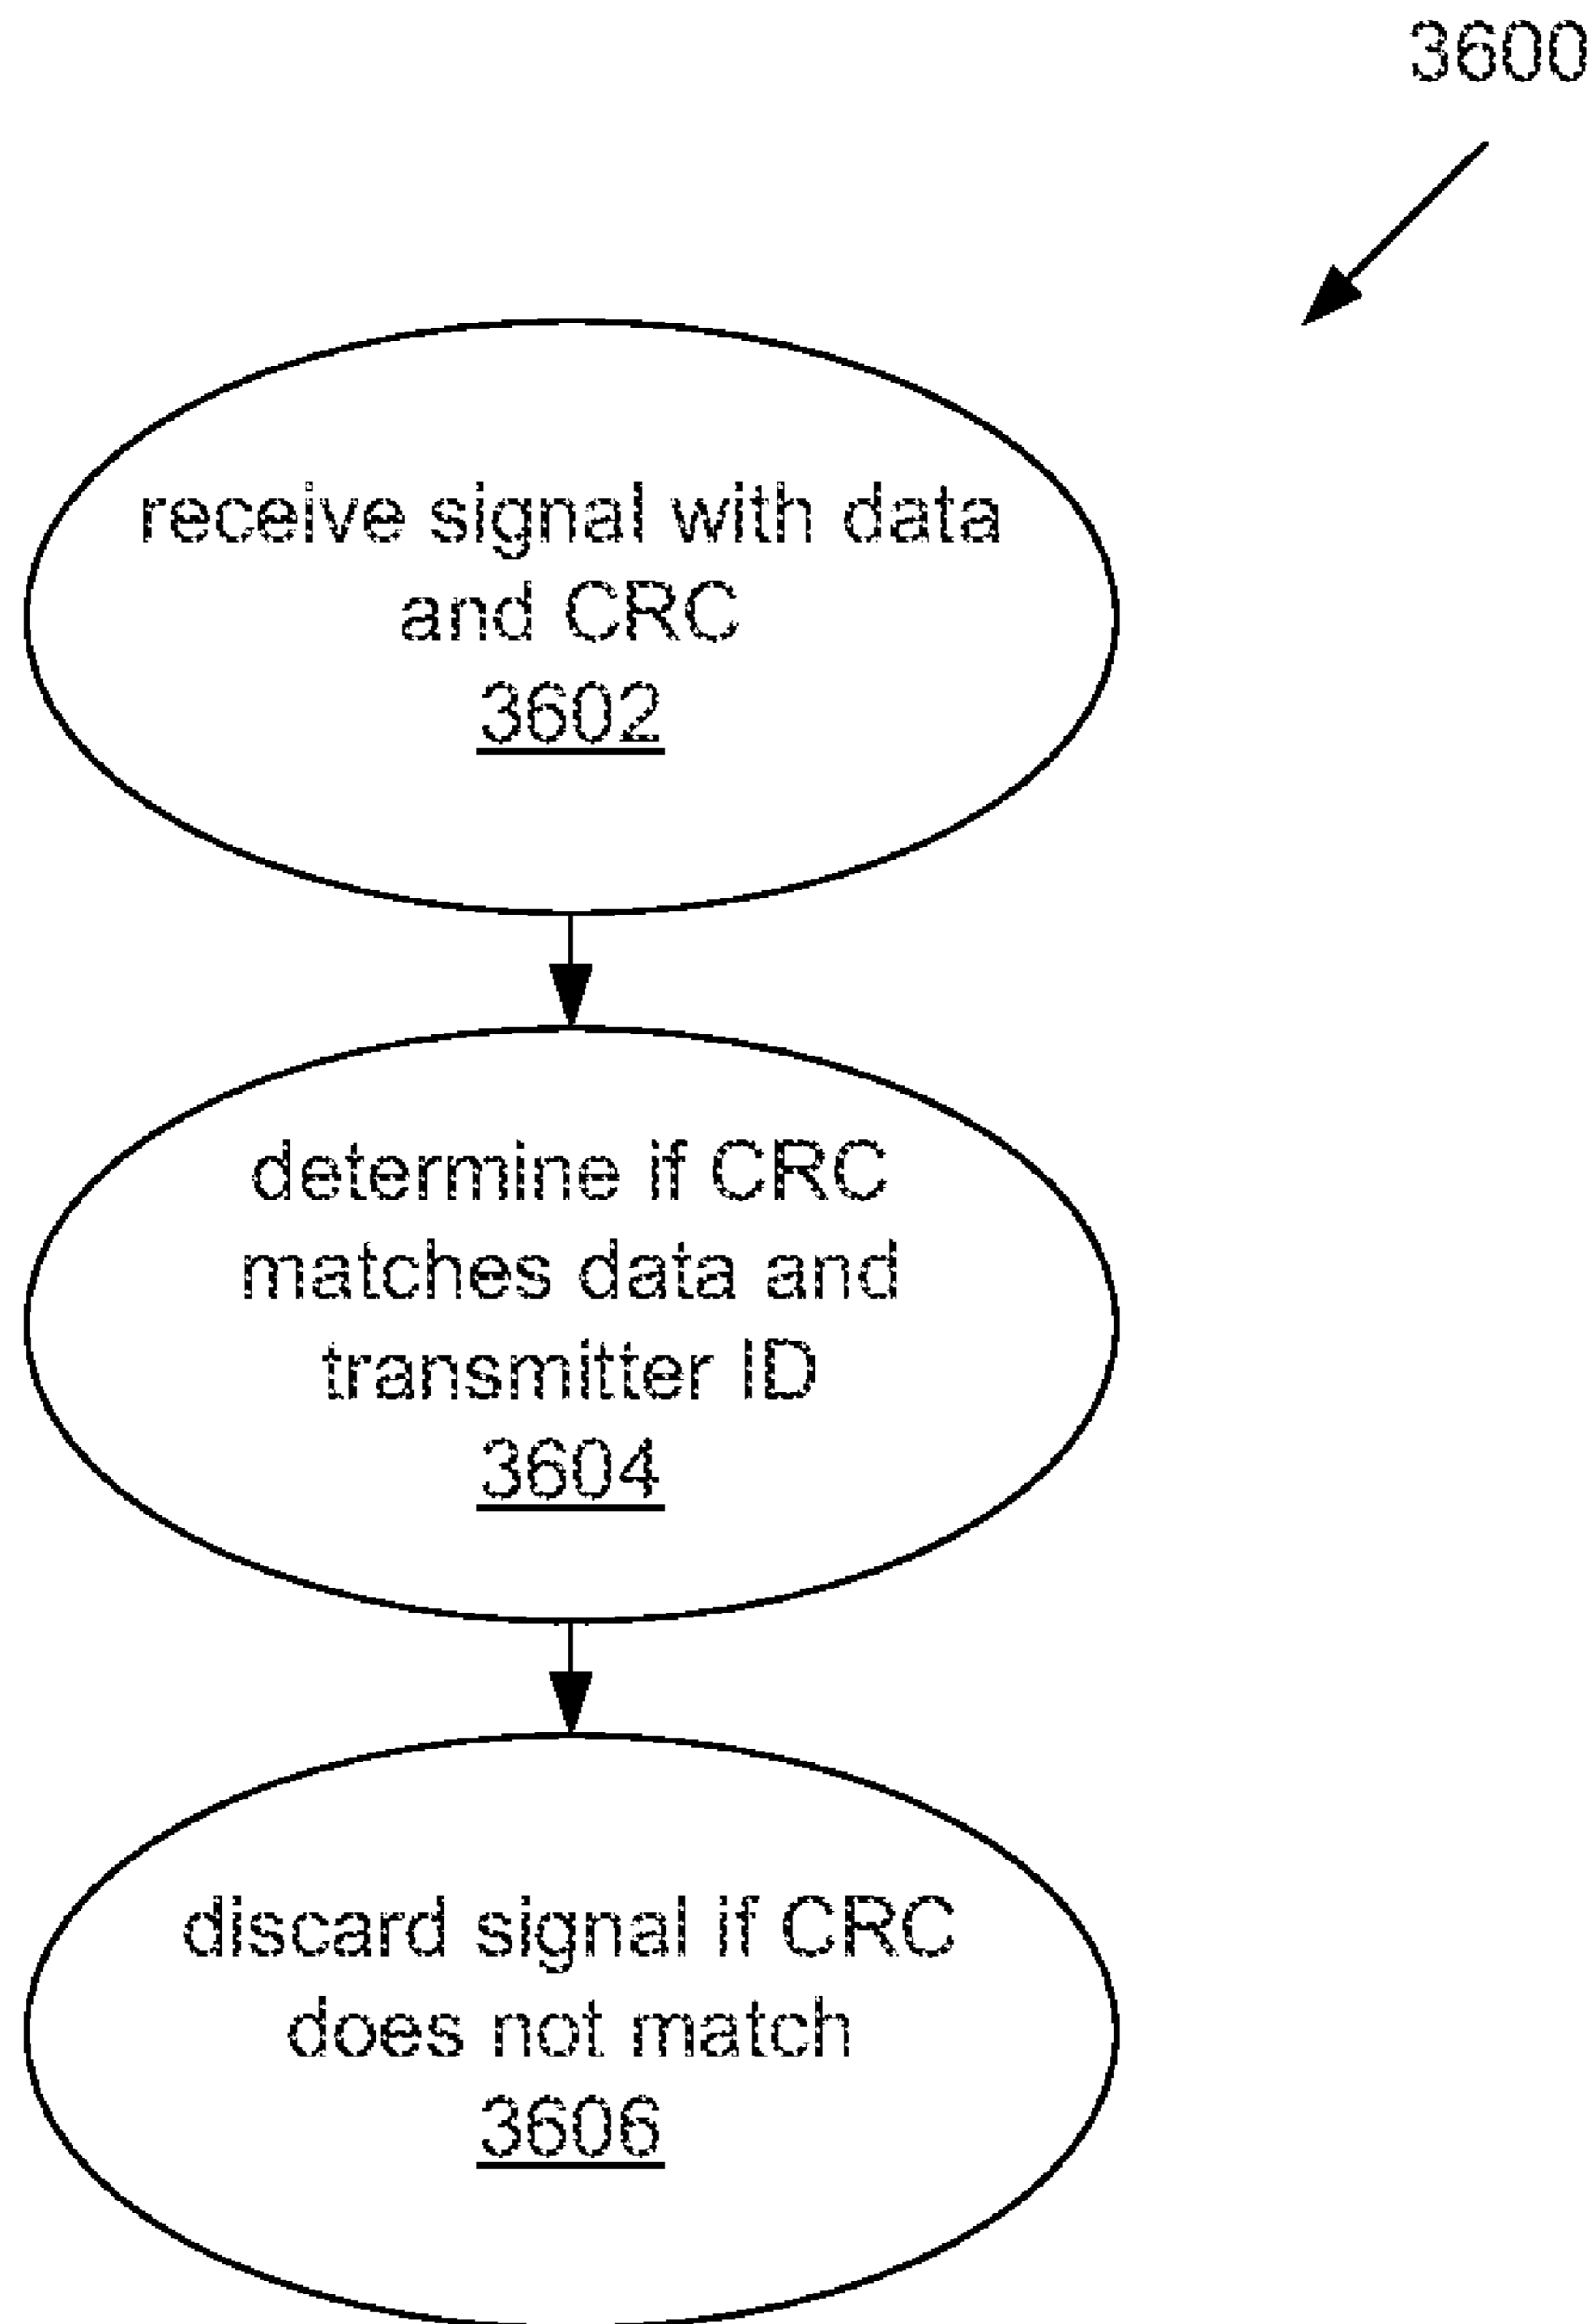 3600
receive signal with data
and CRC
3602
determine if CRC
matches data and
transmitter ID
3604
discard signal if CRC
does not match
3606